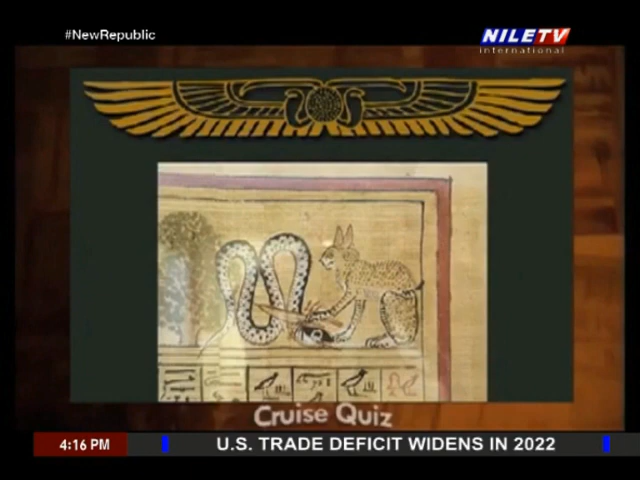 #NewRepublic
NILETV
international
Cruise Quiz
4:16 PM
U.S. TRADE DEFICIT WIDENS IN 2022